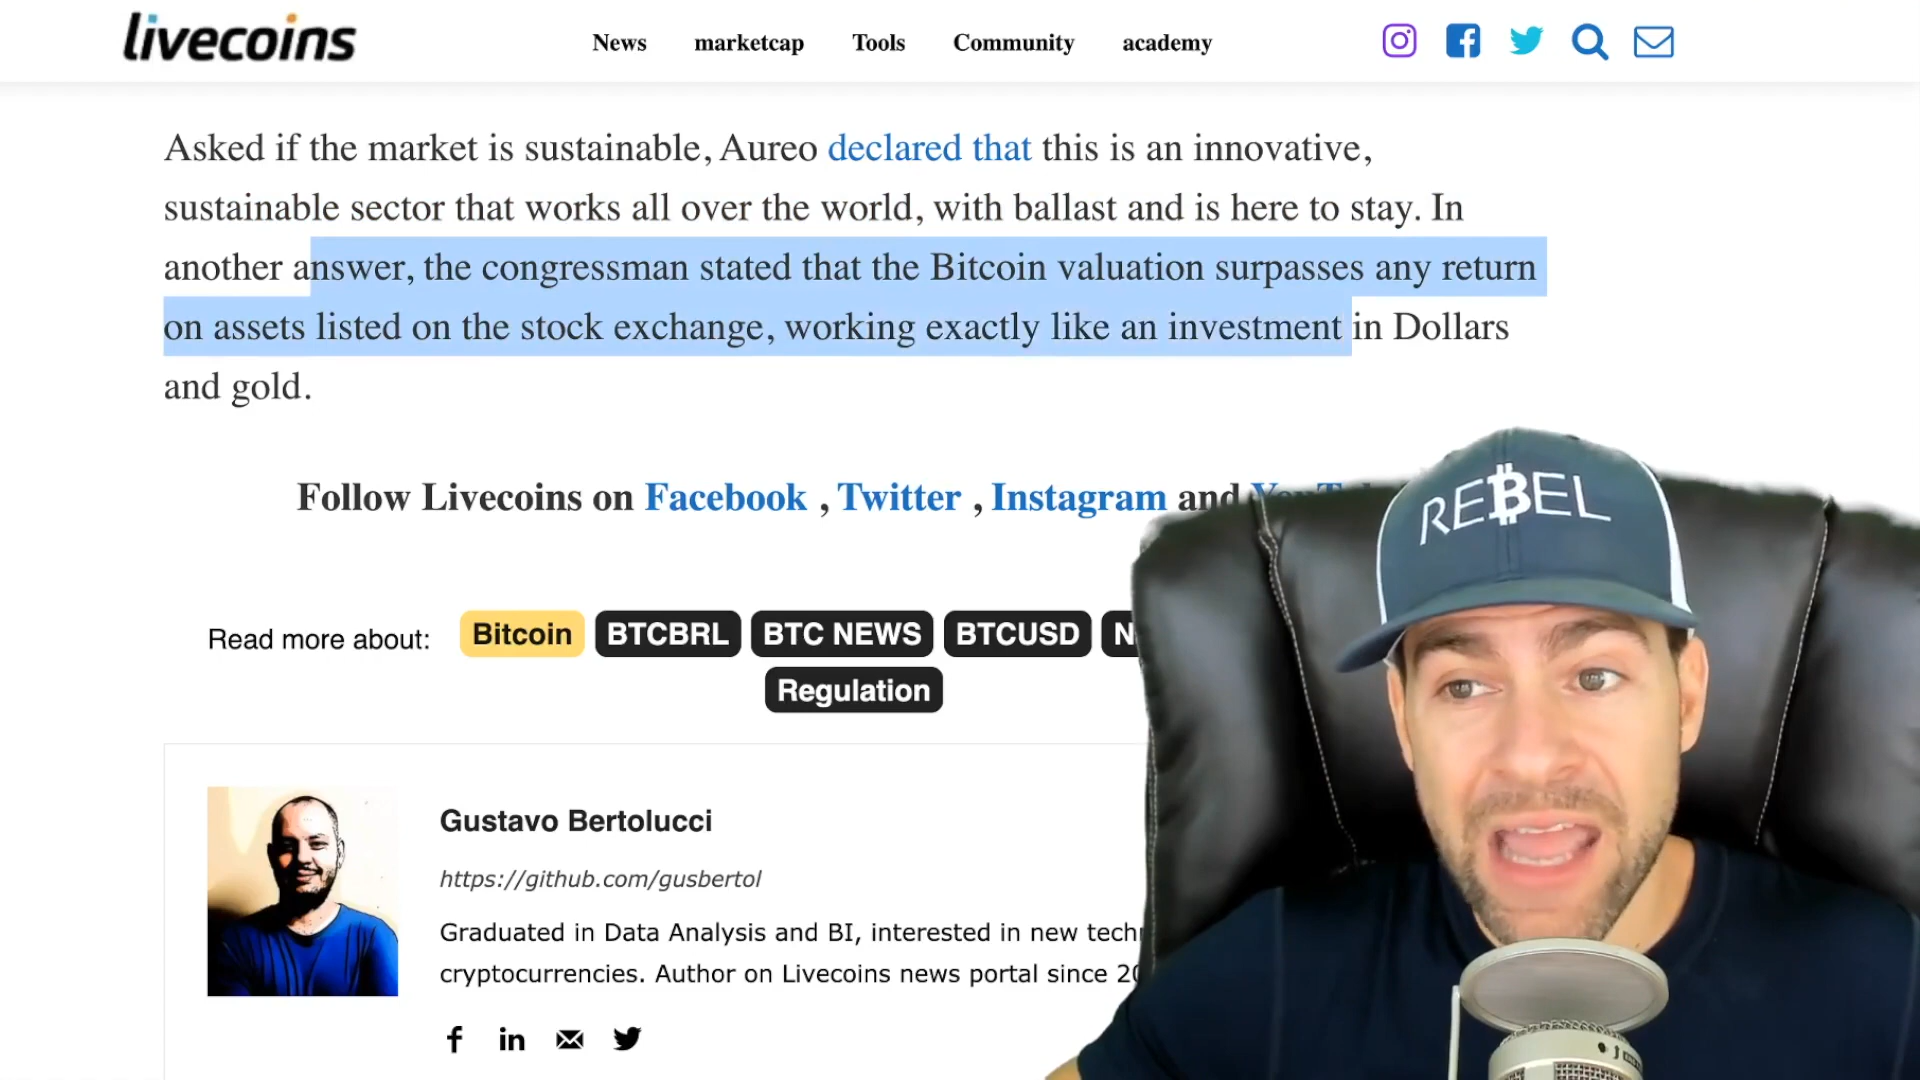 livecoins
News marketcap Tools Community academy
Asked if the market is sustainable, Aureo declared that this is an innovative,
sustainable sector that works all over the world, with ballast and is here to stay. In
another answer, the congressman stated that the Bitcoin valuation surpasses any return
on assets listed on the stock exchange, working exactly like an investment in Dollars
and gold.
Follow Livecoins on Facebook , Twitter , Instagram and
REBEL
Read more about: Bitcoin BTCBRL BTC NEWS BTCUSD
Regulation
Gustavo Bertolucci
https://github.com/gusbertol
Graduated in Data Analysis and BI, interested in new
cryptocurrencies. Author on Livecoins news portal since